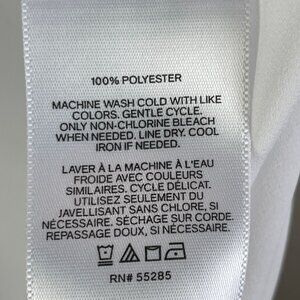 100% POLYESTER
MACHINE WASH COLD WITH LIKE
COLORS. GENTLE CYCLE.
ONLY NON-CHLORINE BLEACH
WHEN NEEDED. LINE DRY. COOL
IRON IF NEEDED.
LAVER À LA MACHINE À L'EAU
FROIDE AVEC COULEURS
SIMILAIRES. CYCLE DÉLICAT.
UTILISEZ SEULEMENT DU
JAVELLISANT SANS CHLORE, SI
NÉCESSAIRE. SÉCHAGE SUR CORDE.
REPASSAGE DOUX, SI NÉCESSAIRE.
RN# 55285